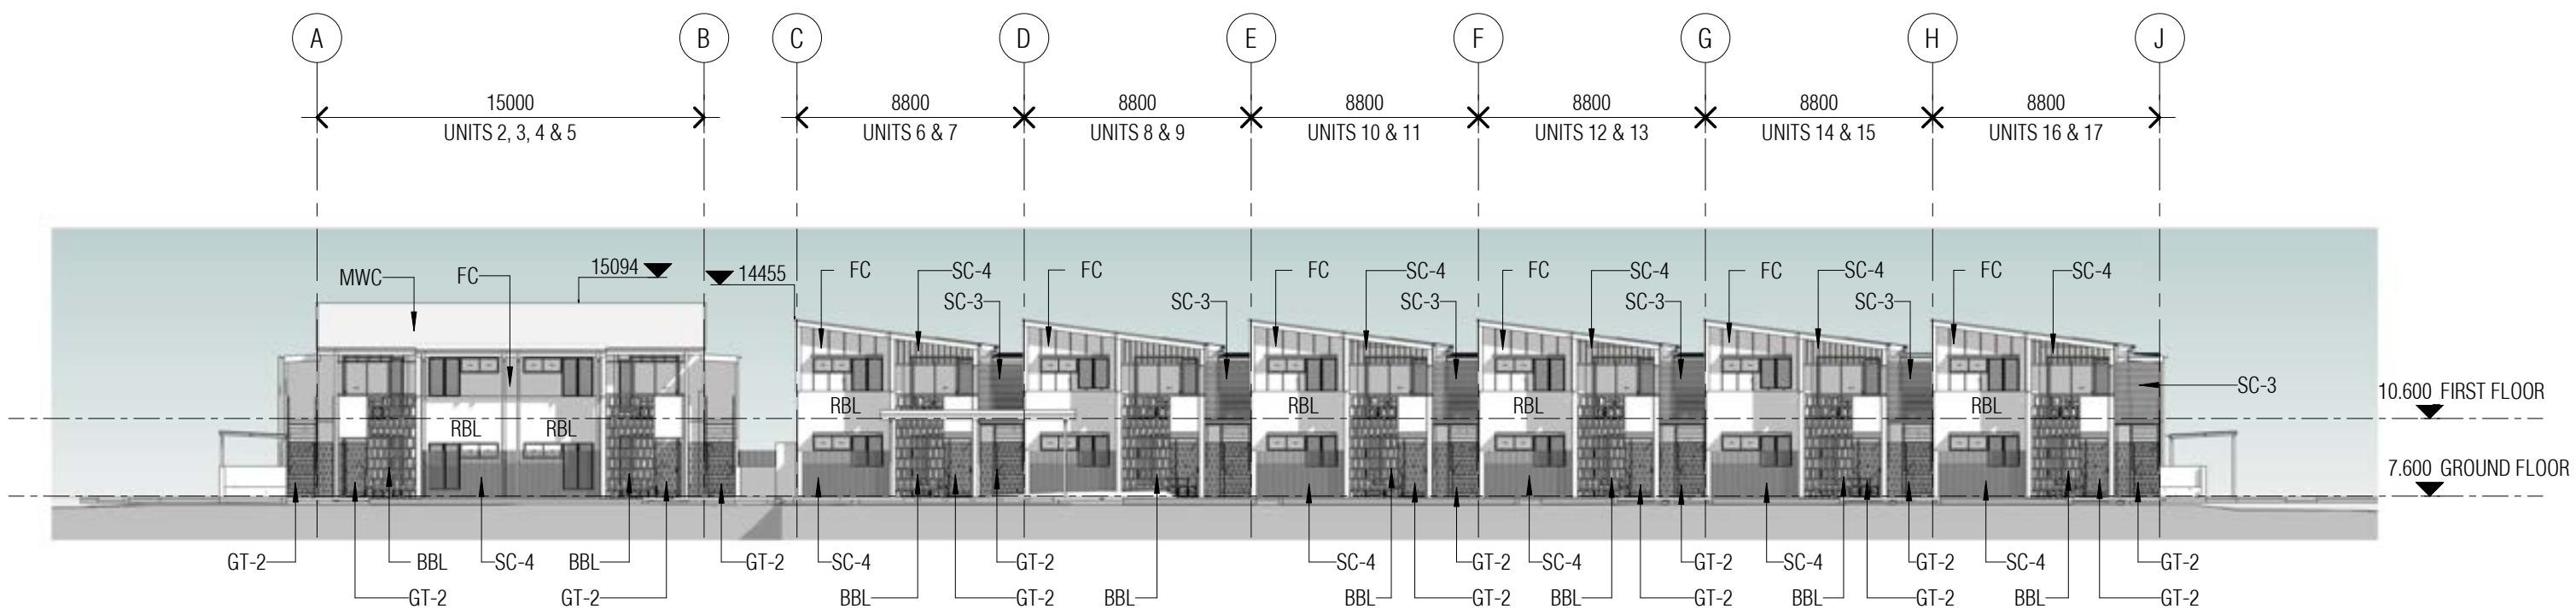 A B C D E F G H J
15000 8800 8800 8800 8800 8800 8800
UNITS 2, 3, 4 & 5 UNITS 6 & 7 UNITS 8 & 9 UNITS 10 & 11 UNITS 12 & 13 UNITS 14 & 15 UNITS 16 & 17
MWC FC 15094 14455 FC SC-4 FC FC SC-4 FC SC-4 FC SC-4 FC SC-4
SC-3 SC-3 SC-3 SC-3 SC-3
SC-3
10.600 FIRST FLOOR
RBL RBL RBL RBL RBL RBL
7.600 GROUND FLOOR
GT-2 BBL SC-4 BBL GT-2 SC-4 GT-2 SC-4 GT-2 SC-4 GT-2 SC-4 GT-2 SC-4 GT-2
GT-2 GT-2 BBL GT-2 BBL BBL GT-2 BBL GT-2 BBL GT-2 BBL GT-2